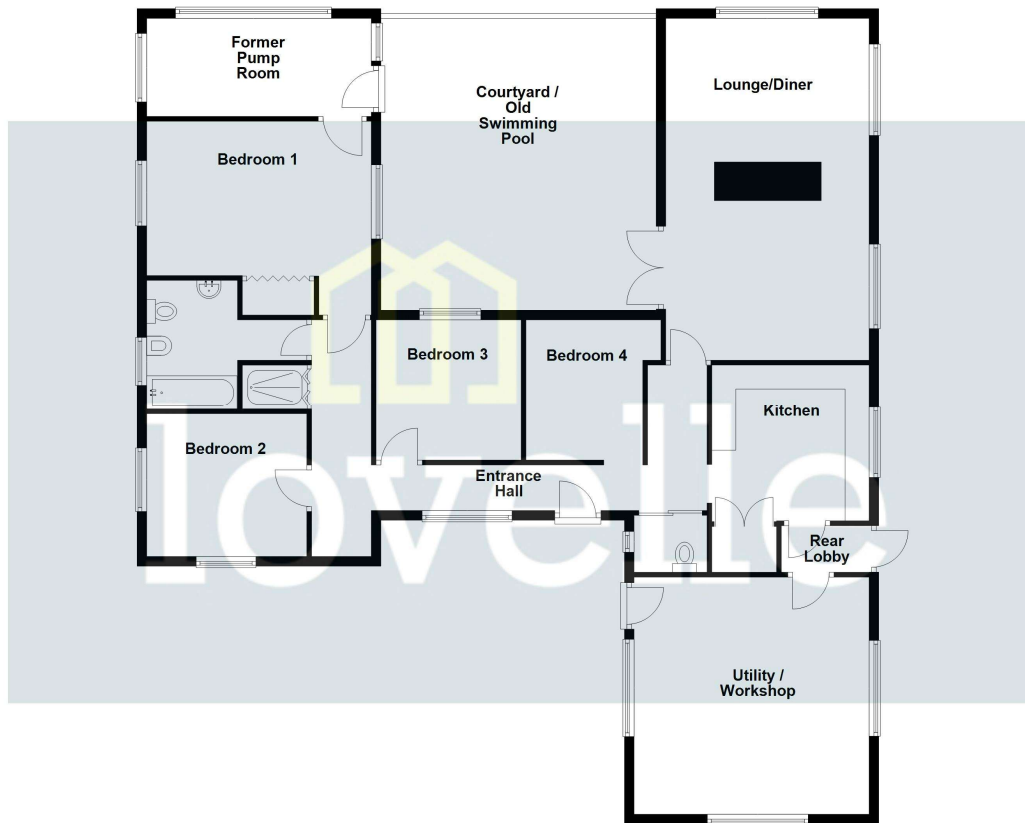 Former
Pump
Room
Courtyard /
Old
Swimming
Pool
Lounge/Diner
Bedroom 1
Bedroom 3
Bedroom 4
Kitchen
Bedroom 2
Entrance
Hall
Rear
Lobby
Utility /
Workshop
lovelle